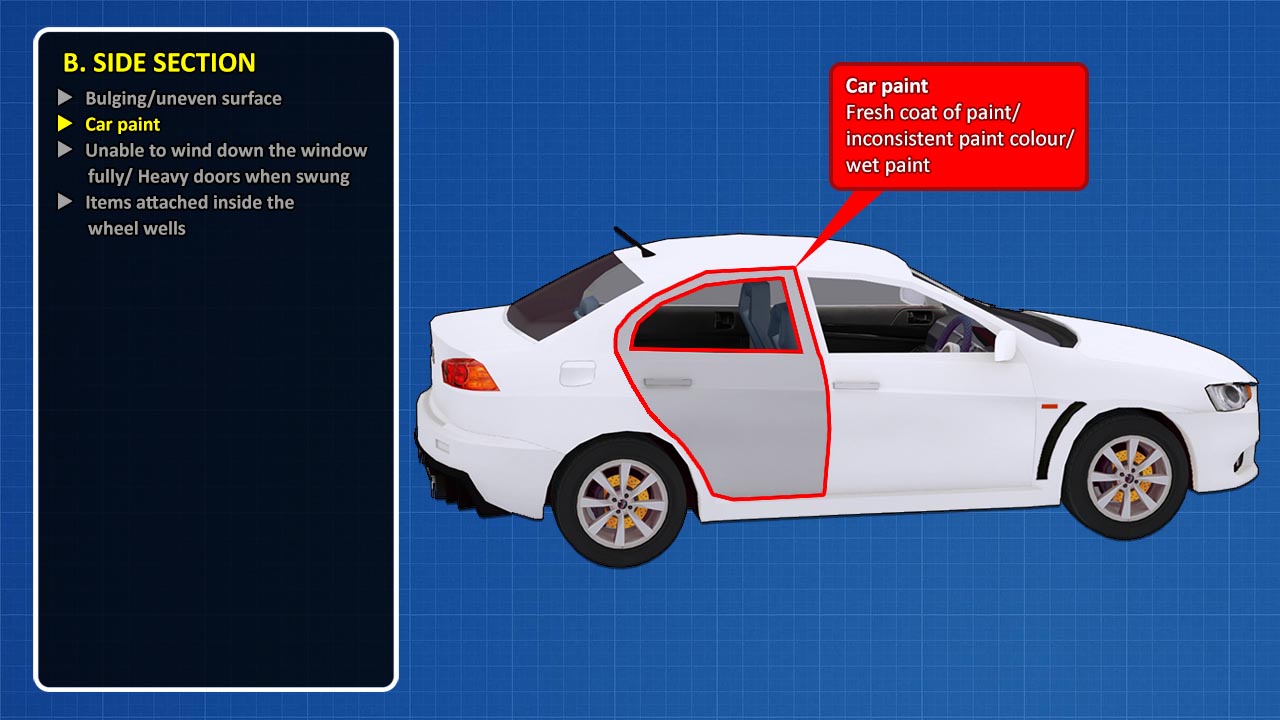 B. SIDE SECTION
Bulging/uneven surface
Car paint
Unable to wind down the window
fully/ Heavy doors when swung
Items attached inside the
wheel wells
Car paint
Fresh coat of paint/
inconsistent paint colour/
wet paint